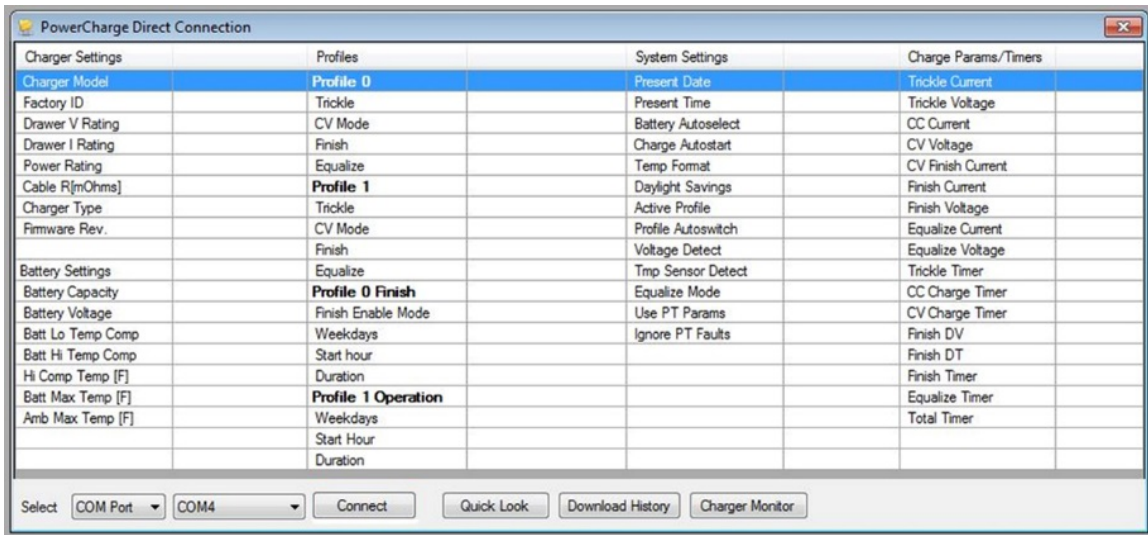 PowerCharge Direct Connection
Charger Settings Profiles System Settings Charge Params/Timers
Charger Model Profile 0 Present Date Trickle Current
Factory ID Trickle Present Time Trickle Voltage
Drawer V Rating CV Mode Battery Autoselect CC Current
Drawer I Rating Finish Charge Autostart CV Voltage
Power Rating Equalize Temp Format CV Finish Current
Cable R[mOhms] Profile 1 Daylight Savings Finish Current
Charger Type Trickle Active Profile Finish Voltage
Firmware Rev. CV Mode Profile Autoswitch Equalize Current
Finish Voltage Detect Equalize Voltage
Battery Settings Equalize Tmp Sensor Detect Trickle Timer
Battery Capacity Profile 0 Finish Equalize Mode CC Charge Timer
Battery Voltage Finish Enable Mode Use PT Params CV Charge Timer
Batt Lo Temp Comp Weekdays Ignore PT Faults Finish DV
Batt Hi Temp Comp Start hour Finish DT
Hi Comp Temp [F] Duration Finish Timer
Batt Max Temp [F] Profile 1 Operation Equalize Timer
Amb Max Temp [F] Weekdays Total Timer
Start Hour
Duration
Select COM Port COM4 Connect Quick Look Download History Charger Monitor